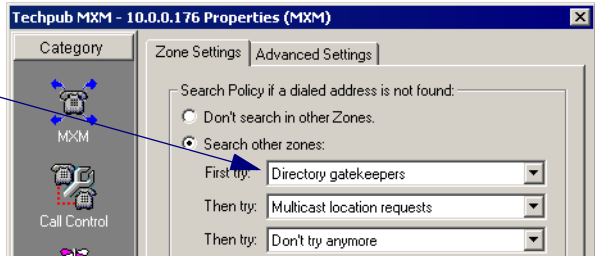 Techpub MXM - 10.0.0.176 Properties (MXM)
Category
Zone Settings
Advanced Settings
Search Policy if a dialed address is not found:
Don't search in other Zones.
MXM
Search other zones:
First try: Directory gatekeepers
Then try: Multicast location requests
Call Control
Then try: Don't try anymore